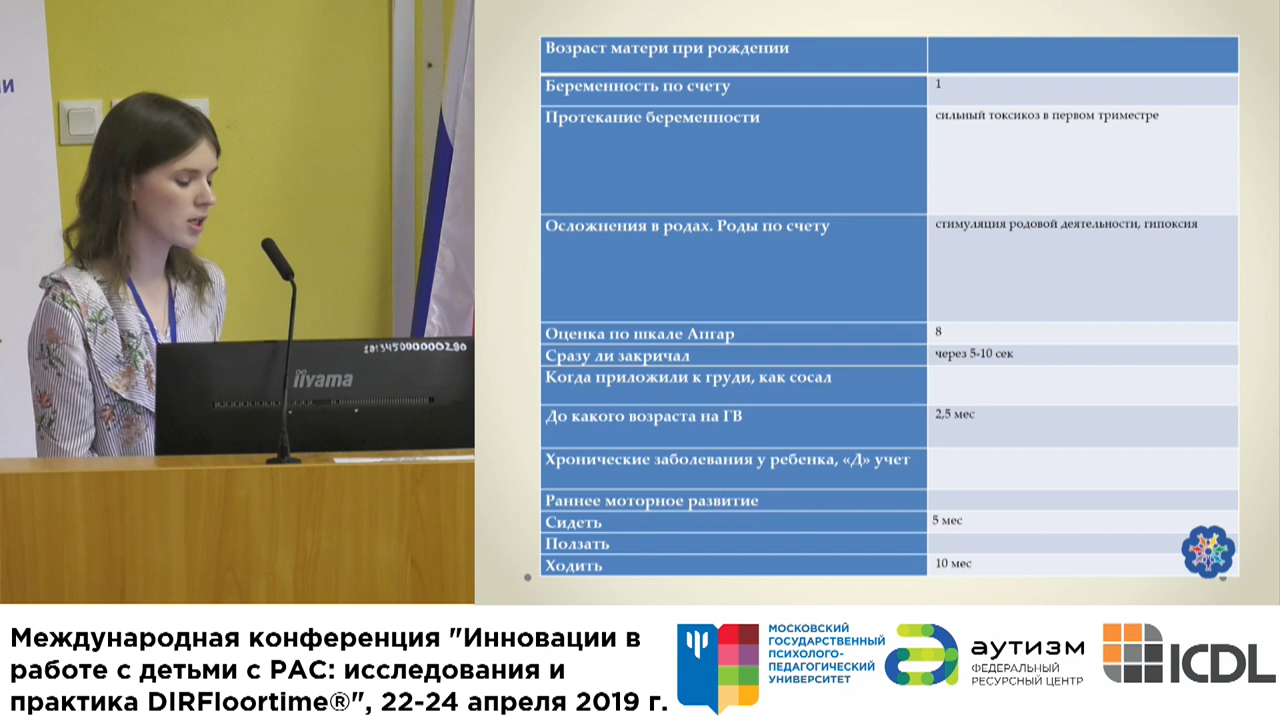 ИИ
1813450000290
iiyama
Возраст матери при рождении
Беременность по счету 1
Протекание беременности сильный токсикоз в первом триместре
Осложнения в родах. Роды по счету стимуляция родовой деятельности, гипоксия
Оценка по шкале Апгар 8
Сразу ли закричал через 5-10 сек
Когда приложили к груди, как сосал
До какого возраста на ГВ 2,5 мес
Хронические заболевания у ребенка, «Д» учет
Раннее моторное развитие
Сидеть 5 мес
Ползать
Ходить 10 мес
Международная конференция "Инновации в
работе с детьми с РАС: исследования и
практика DIRFloortime®", 22-24 апреля 2019 г.
МОСКОВСКИЙ
ГОСУДАРСТВЕННЫЙ
ПСИХОЛОГО-
ПЕДАГОГИЧЕСКИЙ
УНИВЕРСИТЕТ
аутизм
ФЕДЕРАЛЬНЫЙ
РЕСУРСНЫЙ ЦЕНТР
ICDL